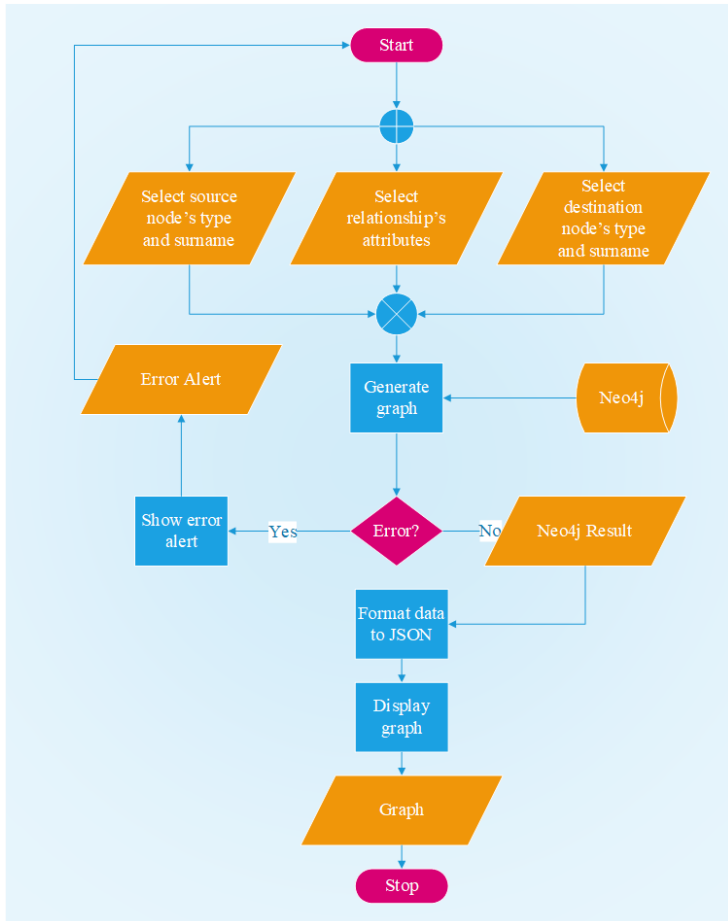 Start
Select source
node's type
and surname
Select
relationship's
attributes
Select
destination
node's type
and surname
Error Alert
Generate
graph
Neo4j
Show error
alert
Yes
Error?
No
Neo4j Result
Format data
to JSON
Display
graph
Graph
Stop